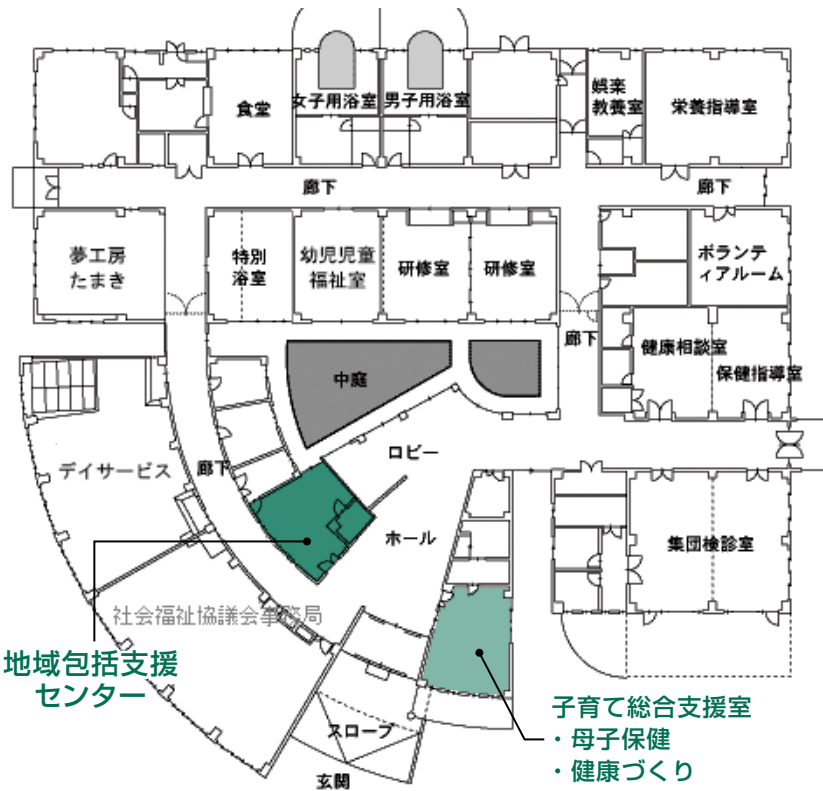 食堂
女子用浴室
男子用浴室
娯楽
教養室
栄養指導室
廊下
廊下
夢工房
たまき
特別
浴室
幼児児童
福祉室
研修室
研修室
ボランテ
ィアルーム
廊下
健康相談室
保健指導室
中庭
ロビー
デイサービス
廊下
ホール
集団検診室
社会福祉協議会事務局
地域包括支援
センター
子育て総合支援室
・母子保健
・健康づくり
スロープ
玄関